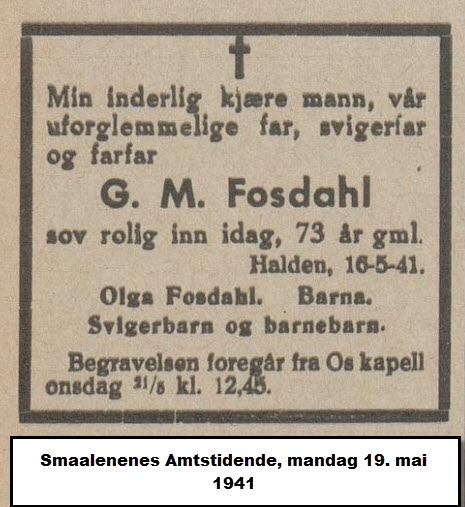 Min inderlig kjære mann, vår
uforglemmelige far, svigerfar
og farfar
G. M. Fosdahl
sov rolig inn idag, 73 år gml.
Halden, 16-5-41.
Olga Fosdahl. Barna.
Svigerbarn og barnebarn.
Begravelsen foregår fra Os kapell
onsdag 21/5 kl. 12,45.
Smaalenenes Amtstidende, mandag 19. mai
1941